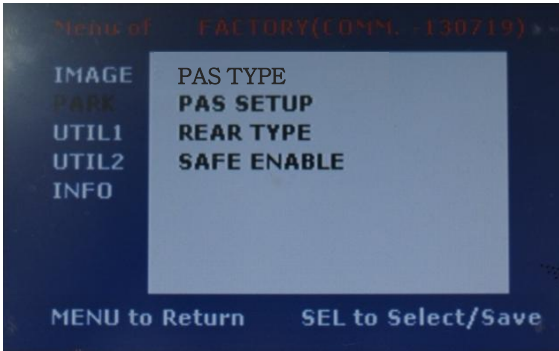 Menu of FACTORY(COMM. -130719)
IMAGE
PARK
UTIL1
UTIL2
INFO
PAS TYPE
PAS SETUP
REAR TYPE
SAFE ENABLE
MENU to Return SEL to Select/Save